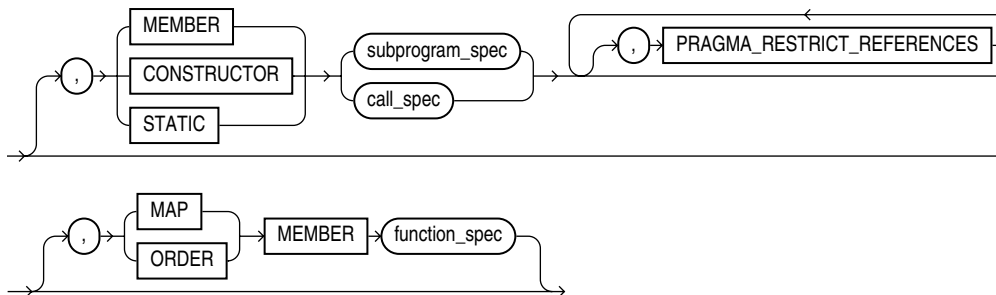 MEMBER
subprogram_spec
, CONSTRUCTOR , PRAGMA_RESTRICT_REFERENCES
call_spec
STATIC
MAP
, MEMBER function_spec
ORDER